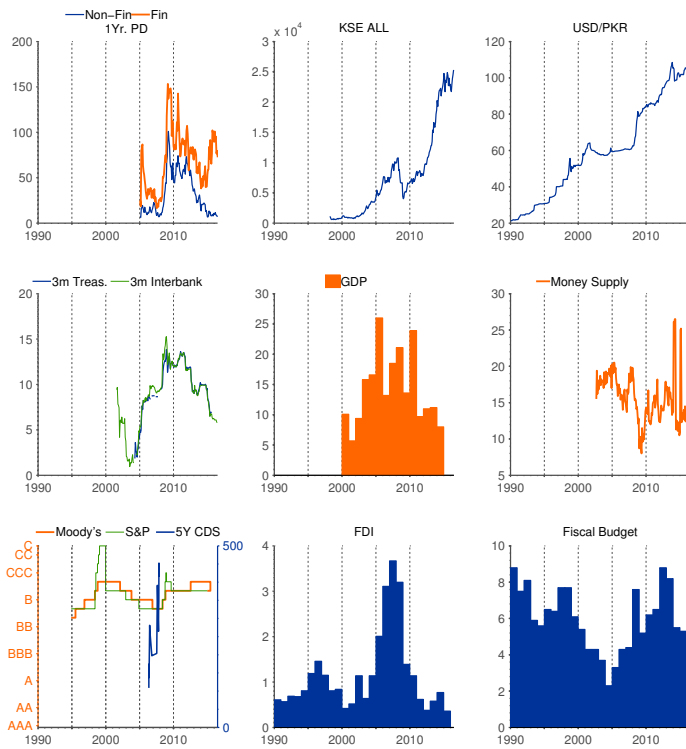 Non-Fin Fin
1Yr. PD
200
150
100
50
0
1990 2000 2010
x 10⁴ KSE ALL
3
2.5
2
1.5
1
0.5
0
1990 2000 2010
USD/PKR
120
100
80
60
40
20
1990 2000 2010
3m Treas. 3m Interbank
20
15
10
5
0
1990 2000 2010
GDP
30
25
20
15
10
5
0
1990 2000 2010
Money Supply
30
25
20
15
10
5
1990 2000 2010
Moody's S&P 5Y CDS
C
CC
CCC
B
BB
BBB
A
AA
AAA
500
0
1990 2000 2010
FDI
4
3
2
1
0
1990 2000 2010
Fiscal Budget
10
8
6
4
2
0
1990 2000 2010